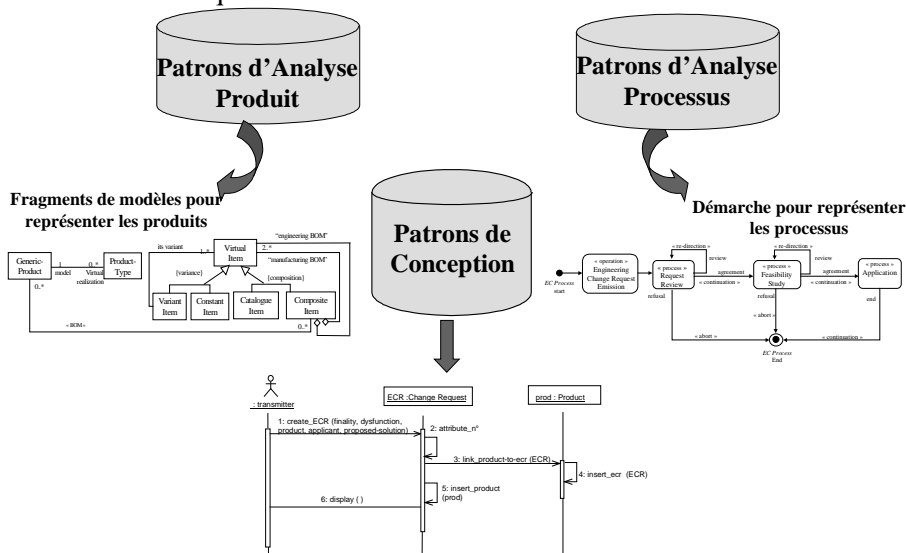 Patrons d'Analyse
Produit
Patrons d'Analyse
Processus
Fragments de modèles pour
représenter les produits
Patrons de
Conception
Démarche pour représenter
les processus
Generic-
Product
1
model
0..*
Virtual
realization
Product-
Type
0..*
its variant
1..*
Virtual
Item
2..*
"engineering BOM"
"manufacturing BOM"
[variance]
[composition]
Variant
Item
Constant
Item
Catalogue
Item
Composite
Item
« BOM»
0..*
EC Process
start
« operation »
Engineering
Change Request
Emission
« re-direction »
review
« process »
Request
Review
agreement
« continuation »
refusal
« re-direction »
review
« process »
Feasibility
Study
agreement
« continuation »
refusal
« process »
Application
end
« abort »
« abort »
« continuation »
EC Process
End
: transmitter
ECR :Change Request
prod : Product
1: create_ECR (finality, dysfunction,
product, applicant, proposed-solution)
2: attribute_n°
3: link_product-to-ecr (ECR)
4: insert_ecr (ECR)
5: insert_product
(prod)
6: display ( )